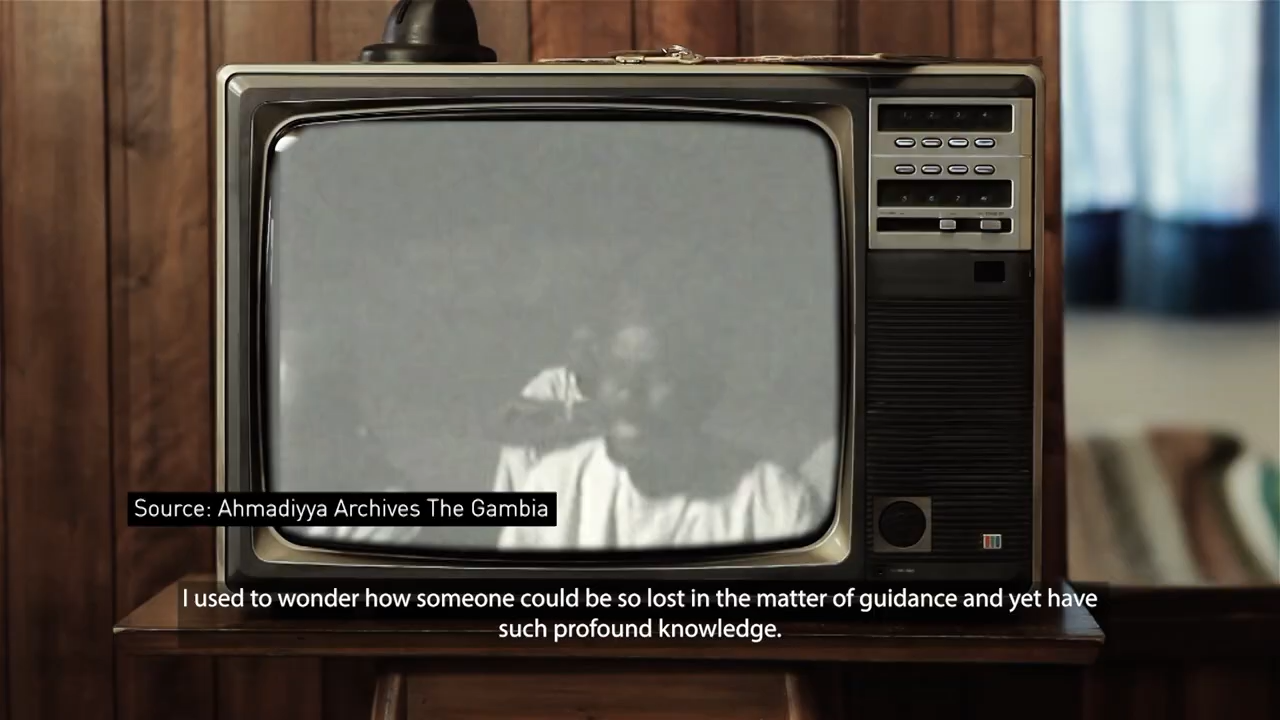 Source: Ahmadiyya Archives The Gambia
I used to wonder how someone could be so lost in the matter of guidance and yet have
such profound knowledge.